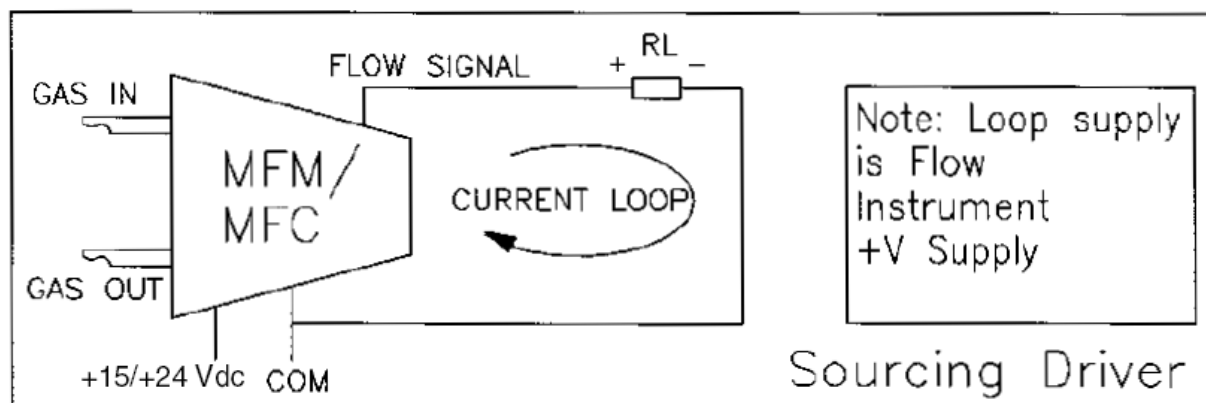 FLOW SIGNAL
+ RL -
GAS IN
MFM/
MFC
CURRENT LOOP
GAS OUT
+15/+24 Vdc
COM
Note: Loop supply
is Flow
Instrument
+V Supply
Sourcing Driver